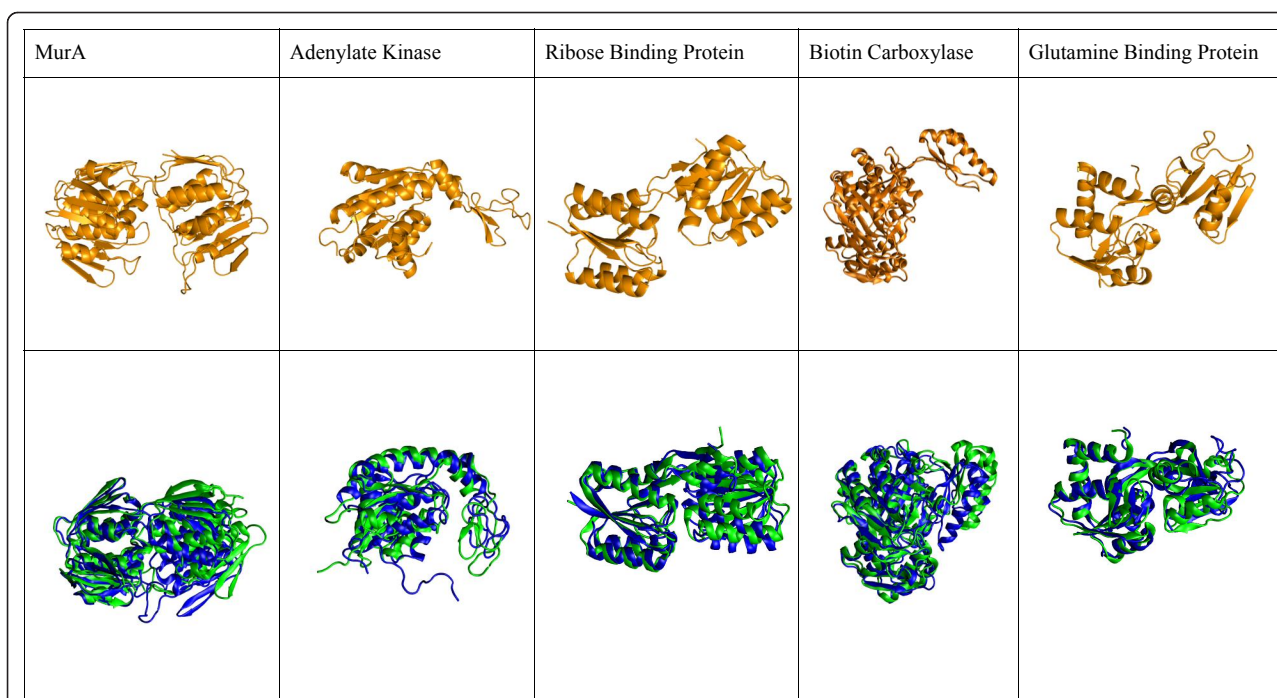 MurA
Adenylate Kinase
Ribose Binding Protein
Biotin Carboxylase
Glutamine Binding Protein